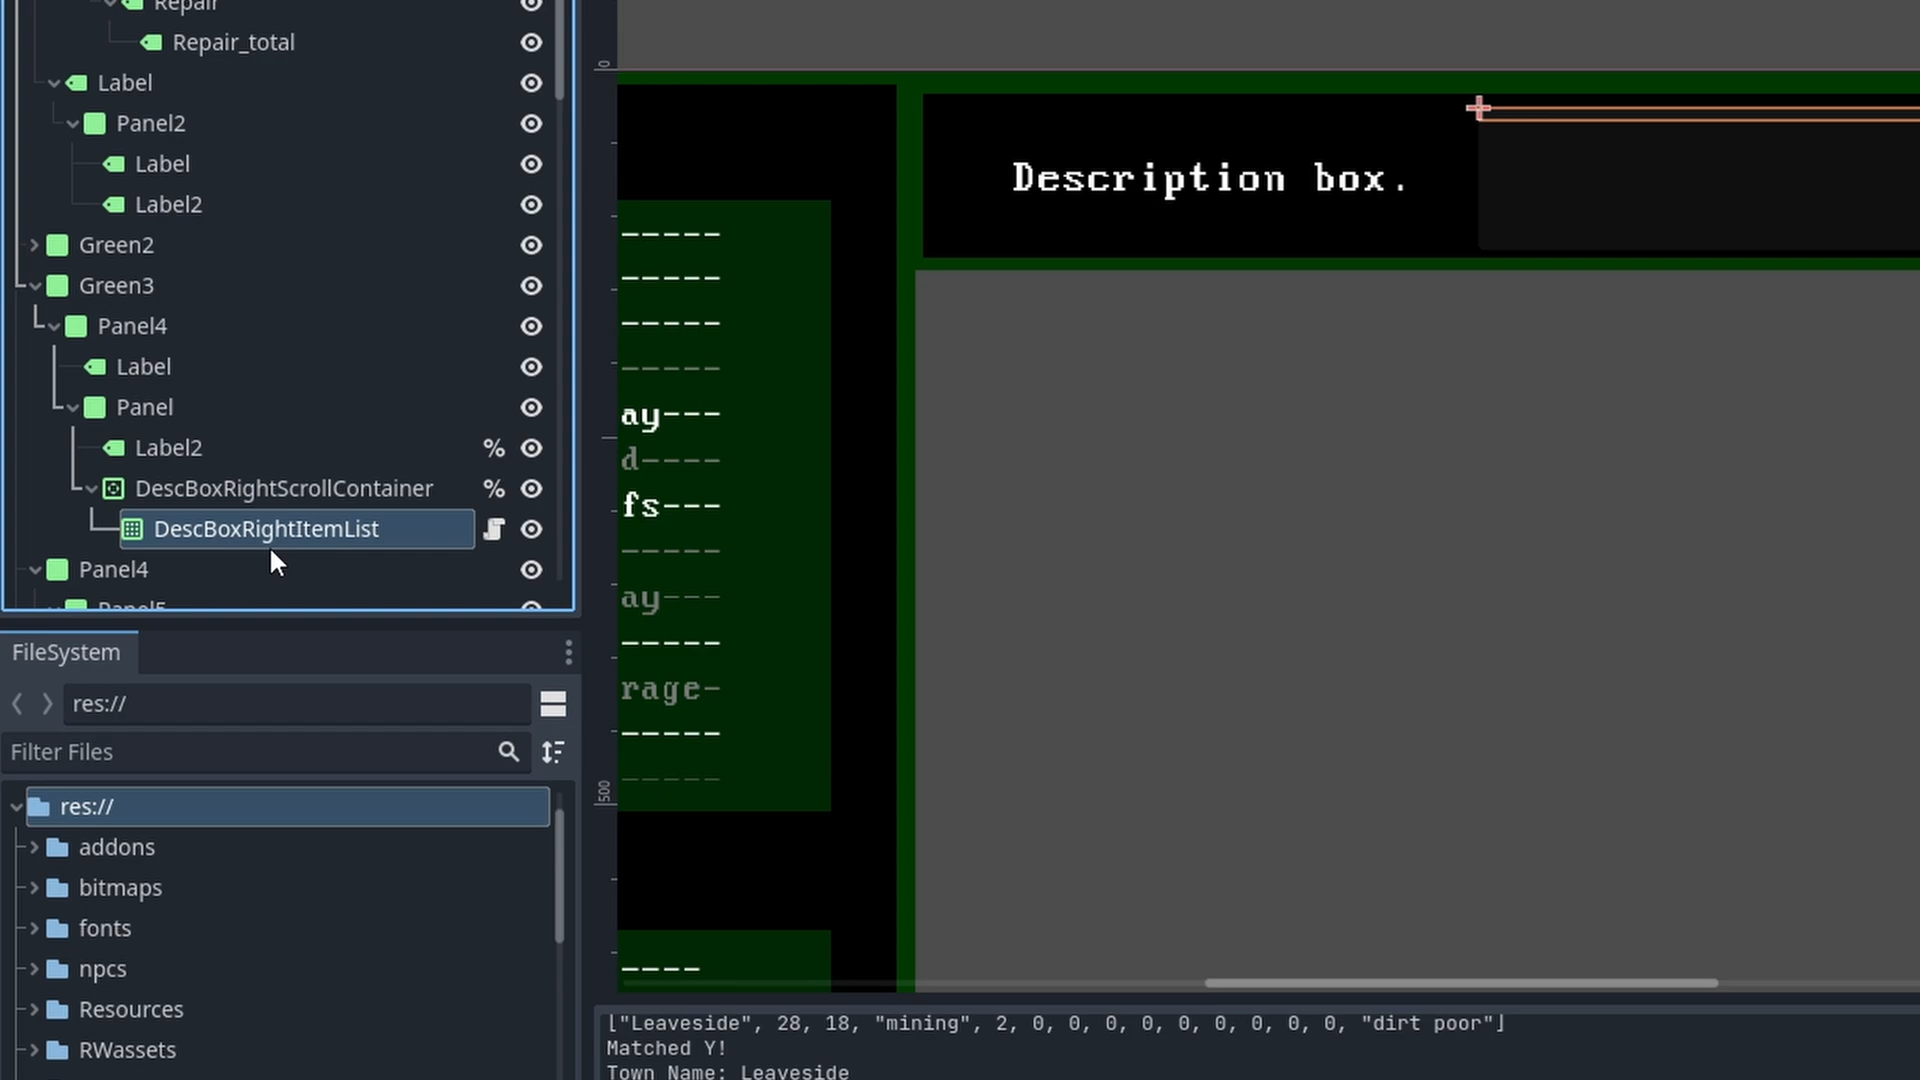 Repair
Repair_total
Label
Panel2
Label
Label2
Green2
Green3
Panel4
Label
Panel
Label2 %
DescBoxRightScrollContainer %
DescBoxRightItemList
Panel4
Panel5
FileSystem
res://
Filter Files
res://
addons
bitmaps
fonts
npcs
Resources
RWassets
0
500
Description box.
-----
-----
-----
-----
ay---
d----
fs---
-----
ay---
-----
rage-
-----
-----
----
["Leaveside", 28, 18, "mining", 2, 0, 0, 0, 0, 0, 0, 0, 0, 0, "dirt poor"]
Matched Y!
Town Name: Leaveside